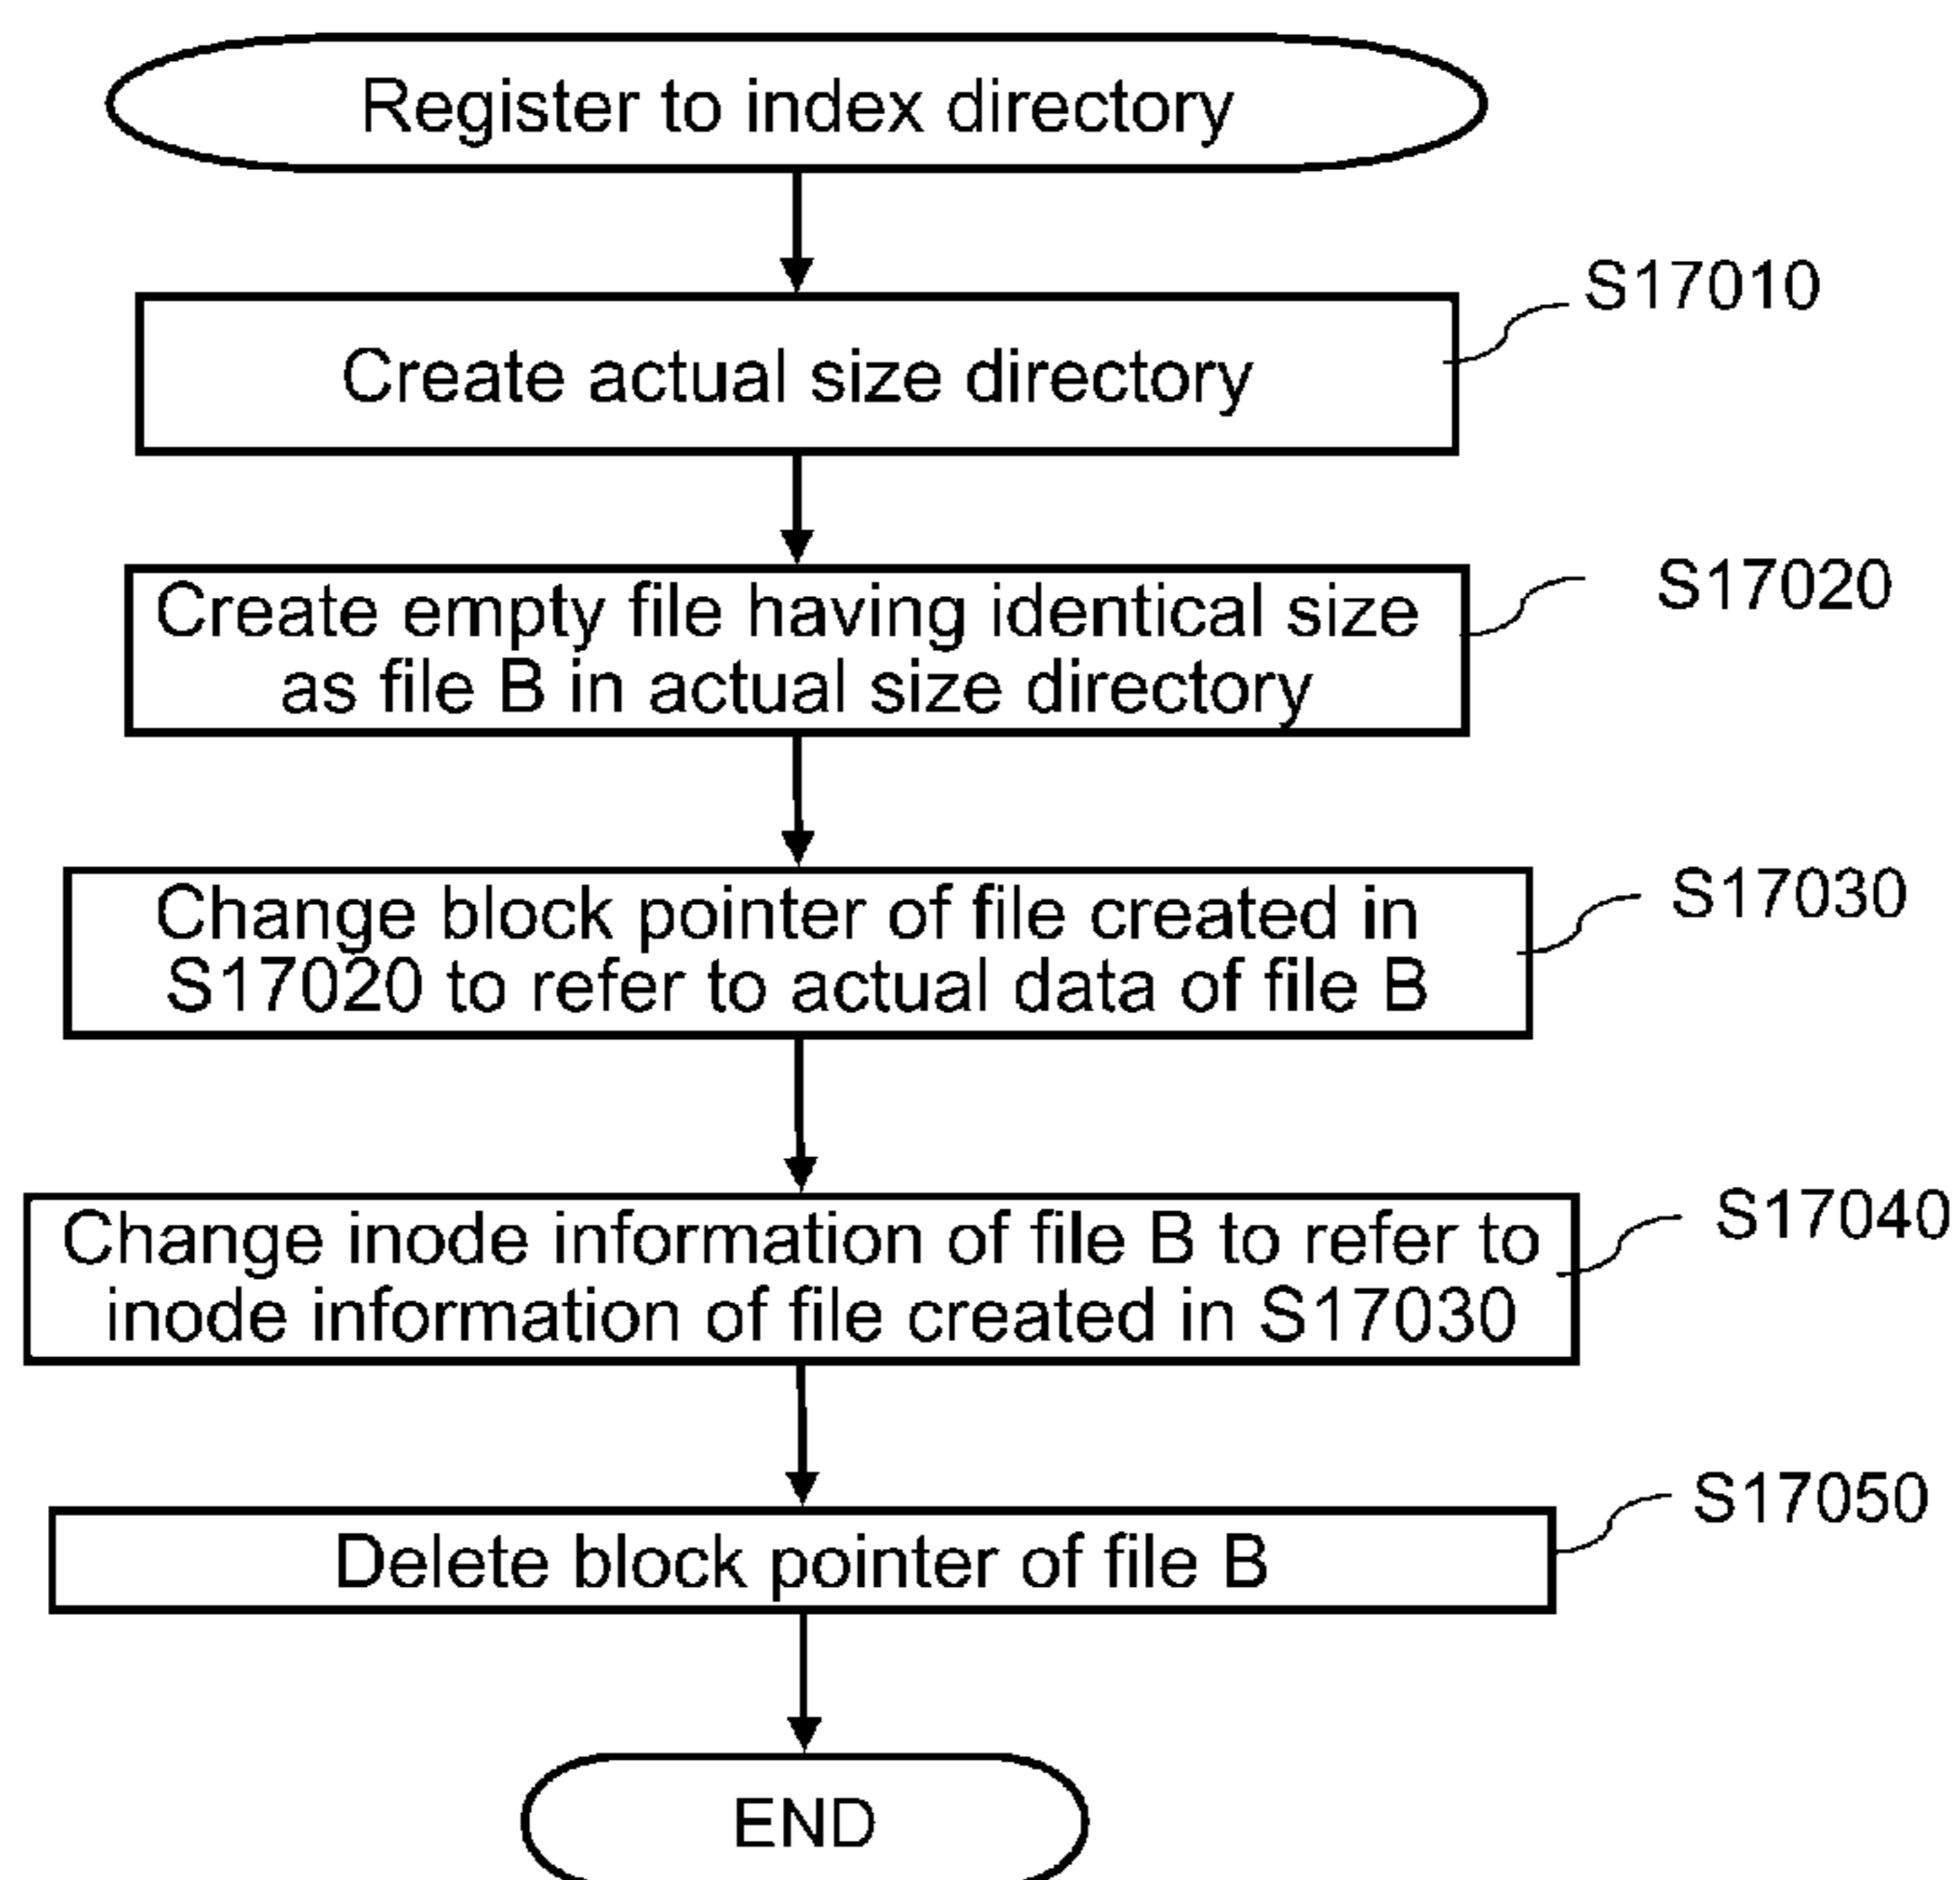 Register to index directory
S17010
Create actual size directory
S17020
Create empty file having identical size
as file B in actual size directory
S17030
Change block pointer of file created in
S17020 to refer to actual data of file B
S17040
Change inode information of file B to refer to
inode information of file created in S17030
S17050
Delete block pointer of file B
END